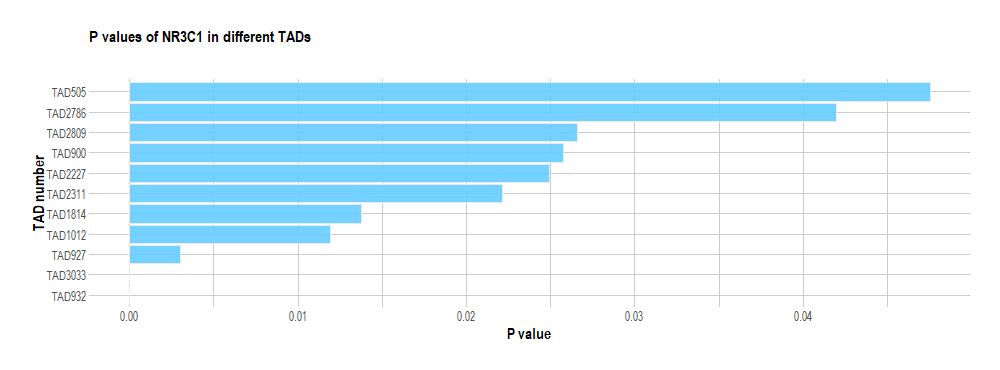 P values of NR3C1 in different TADs
TAD number
TAD505
TAD2786
TAD2809
TAD900
TAD2227
TAD2311
TAD1814
TAD1012
TAD927
TAD3033
TAD932
0.00 0.01 0.02 0.03 0.04
P value